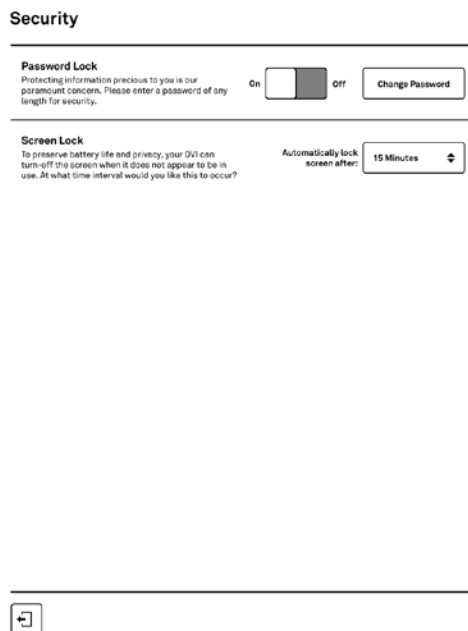 Security
Password Lock
Protecting information precious to you is our
paramount concern. Please enter a password of any
length for security.
On
Off
Change Password
Screen Lock
To preserve battery life and privacy, your DVI can
turn-off the screen when it does not appear to be in
use. At what time interval would you like this to occur?
Automatically lock
screen after:
15 Minutes